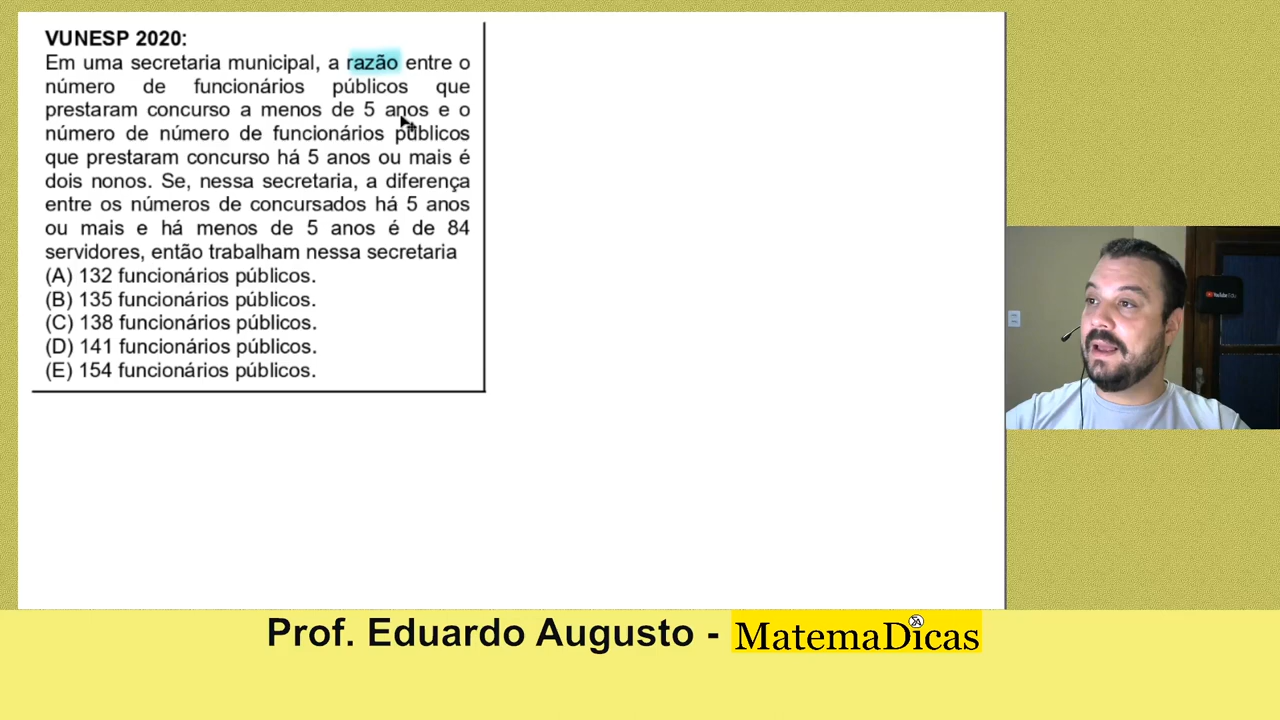 VUNESP 2020:
Em uma secretaria municipal, a razão entre o
número de funcionários públicos que
prestaram concurso a menos de 5 anos e o
número de número de funcionários públicos
que prestaram concurso há 5 anos ou mais é
dois nonos. Se, nessa secretaria, a diferença
entre os números de concursados há 5 anos
ou mais e há menos de 5 anos é de 84
servidores, então trabalham nessa secretaria
(A) 132 funcionários públicos.
(B) 135 funcionários públicos.
(C) 138 funcionários públicos.
(D) 141 funcionários públicos.
(E) 154 funcionários públicos.
Prof. Eduardo Augusto - MatemaDicas